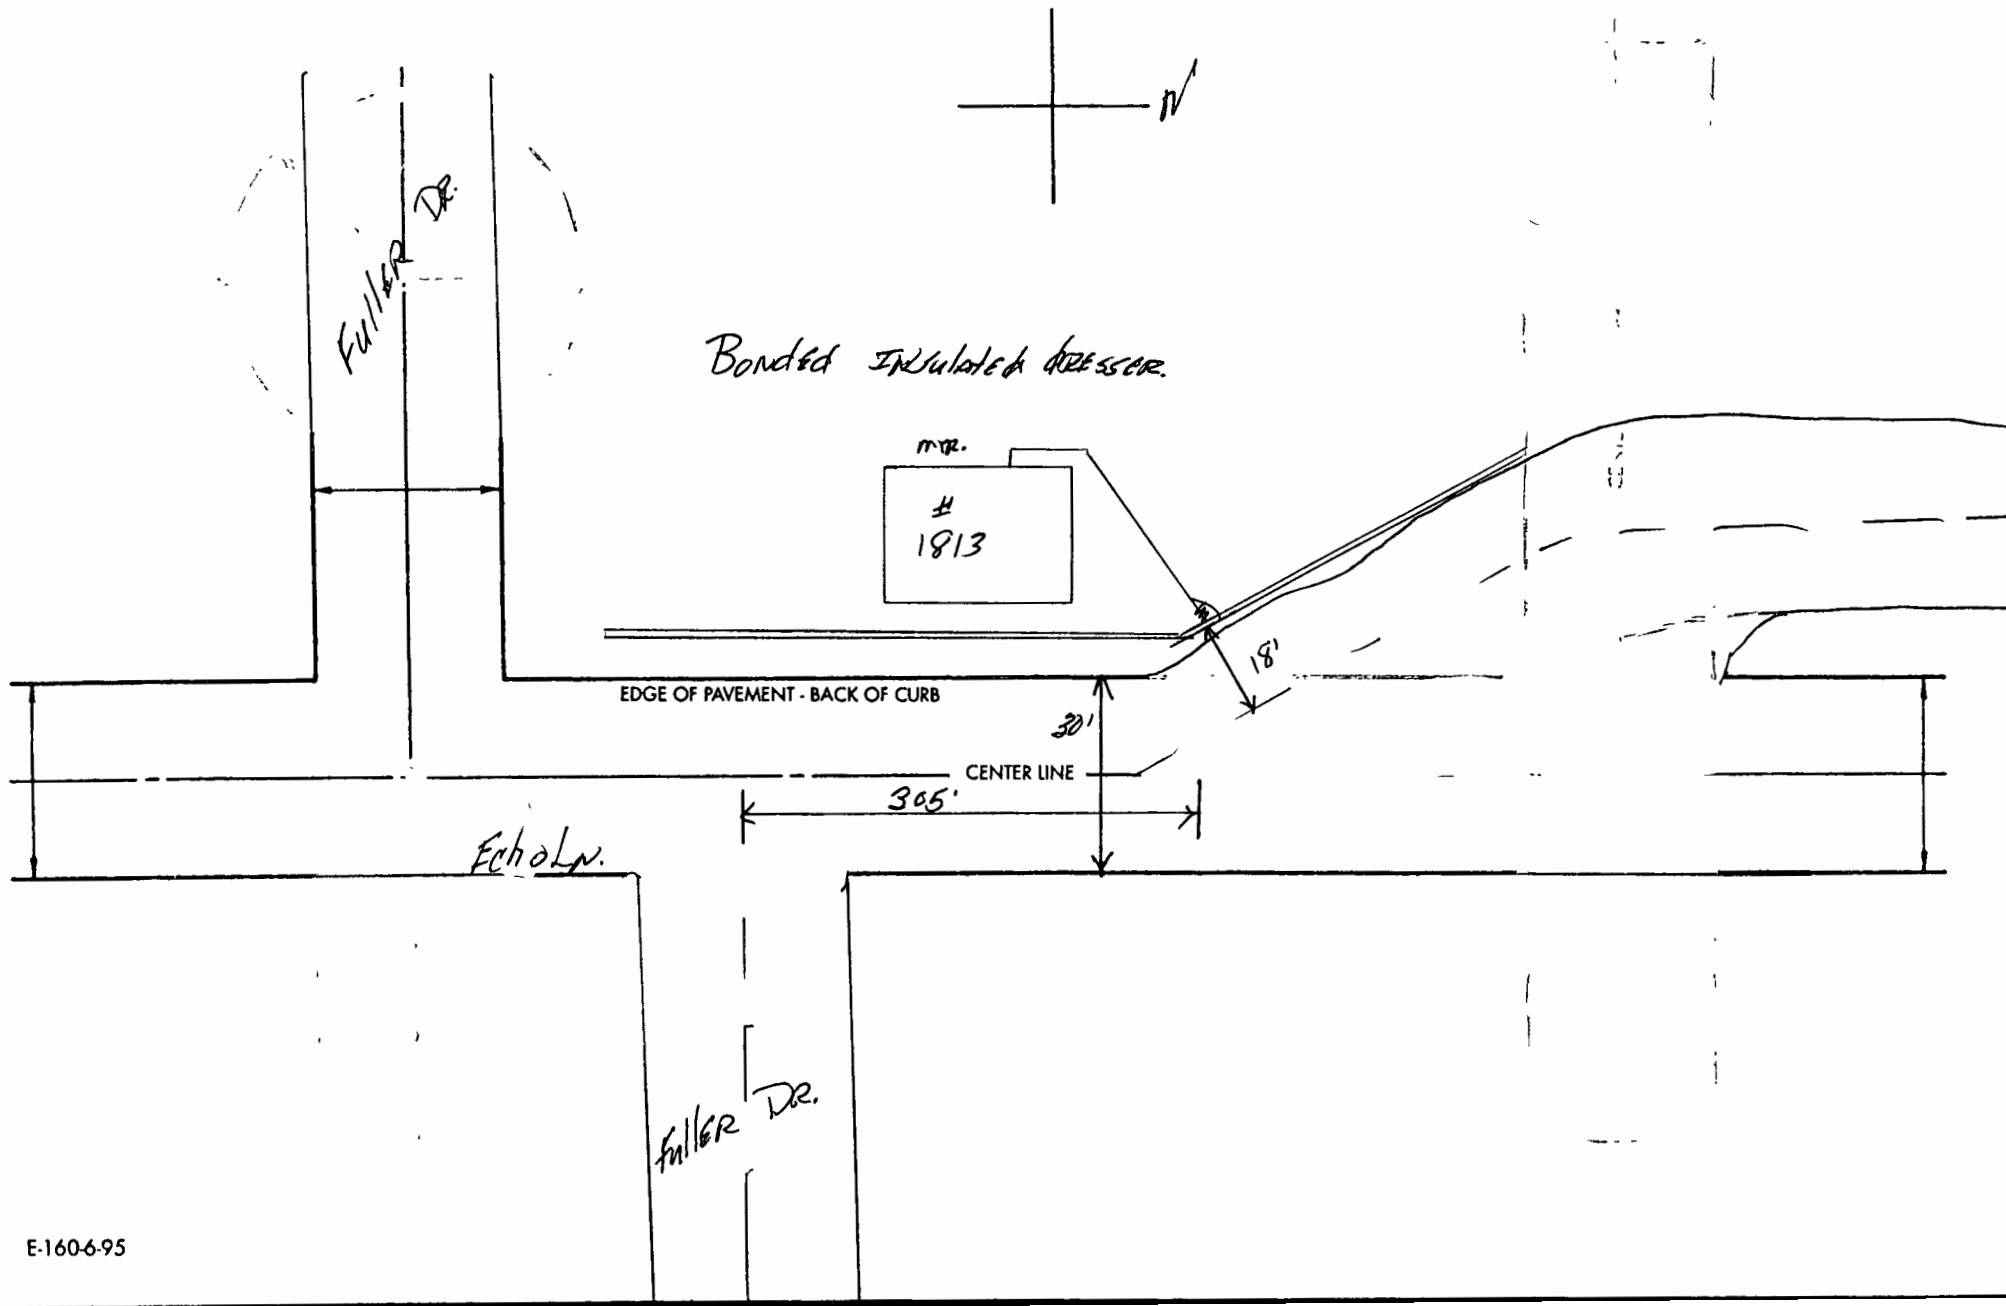 N
Fuller DR.
Bonded INSulated dRESSER.
mtr.
#
1813
18'
EDGE OF PAVEMENT - BACK OF CURB
30'
CENTER LINE
305'
Echo Ln.
FullER DR.
E-160-6-95